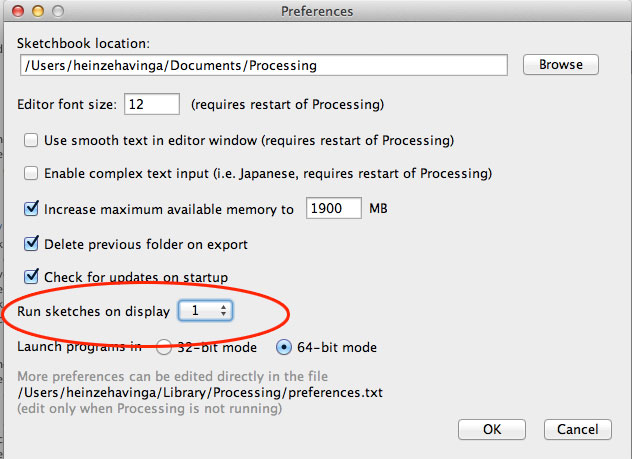 Preferences
Sketchbook location:
/Users/heinzehavinga/Documents/Processing
Browse
Editor font size: 12 (requires restart of Processing)
Use smooth text in editor window (requires restart of Processing)
Enable complex text input (i.e. Japanese, requires restart of Processing)
Increase maximum available memory to 1900 MB
Delete previous folder on export
Check for updates on startup
Run sketches on display 1
Launch programs in 32-bit mode 64-bit mode
More preferences can be edited directly in the file
/Users/heinzehavinga/Library/Processing/preferences.txt
(edit only when Processing is not running)
OK Cancel